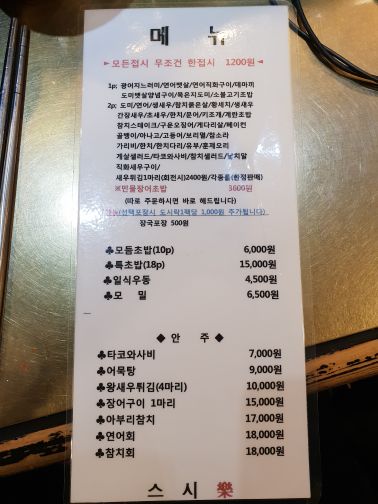 메 뉴
► 모든접시 무조건 한접시 1200원 ◄
1p; 광어지느러미/연어뱃살/연어직화구이/데마끼
도미뱃살양념구이/묵은지도미/소불고기초밥
2p; 도미/연어/생새우/참치붉은살/황새치/생새우
간장새우/초새우/한치/문어/키조개/계란초밥
참치스테이크/구운오징어/게다리살/베이컨
골뱅이/아나고/고등어/보리멸/참소라
가리비/한치/한치다리/유부/훈제오리
게살샐러드/타코와사비/참치샐러드/날치알
직화새우구이/
새우튀김1마리(회전시)2400원/각종롤(한정판매)
※민물장어초밥 3600원
(따로 주문하시면 바로 해드립니다)
(선택포장시 도시락1팩당 1,000원 추가됩니다)
장국포장 500원
♣모듬초밥(10p) 6,000원
♣특초밥(18p) 15,000원
♣일식우동 4,500원
♣모 밀 6,500원
◆ 안 주 ◆
♣타코와사비 7,000원
♣어묵탕 9,000원
♣왕새우튀김(4마리) 10,000원
♣장어구이 1마리 15,000원
♣아부리참치 17,000원
♣연어회 18,000원
♣참치회 18,000원
스 시 樂